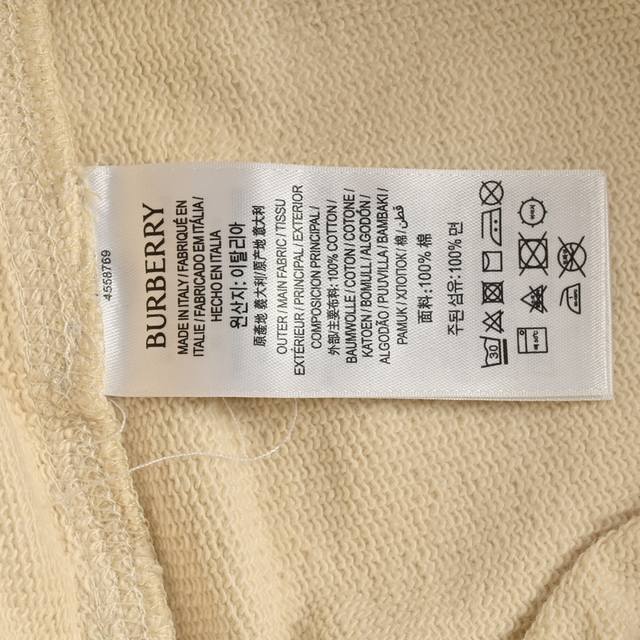 4558769
BURBERRY
MADE IN ITALY / FABRIQUÉ EN
ITALIE / FABRICADO EM ITÁLIA /
HECHO EN ITALIA
원산지: 이탈리아
原產地 義大利/原产地 意大利
OUTER / MAIN FABRIC / TISSU
EXTÉRIEUR / PRINCIPAL / EXTERIOR
COMPOSICION PRINCIPAL /
外部/主要布料: 100% COTTON /
BAUMWOLLE / COTON / COTONE /
KATOEN / BOMULL / ALGODÓN /
ALGODÃO / PUUVILLA / BAMBAKI /
PAMUK / ХЛОПОК / 棉 / قطن
面料: 100% 棉
주된섬유: 100% 면
30